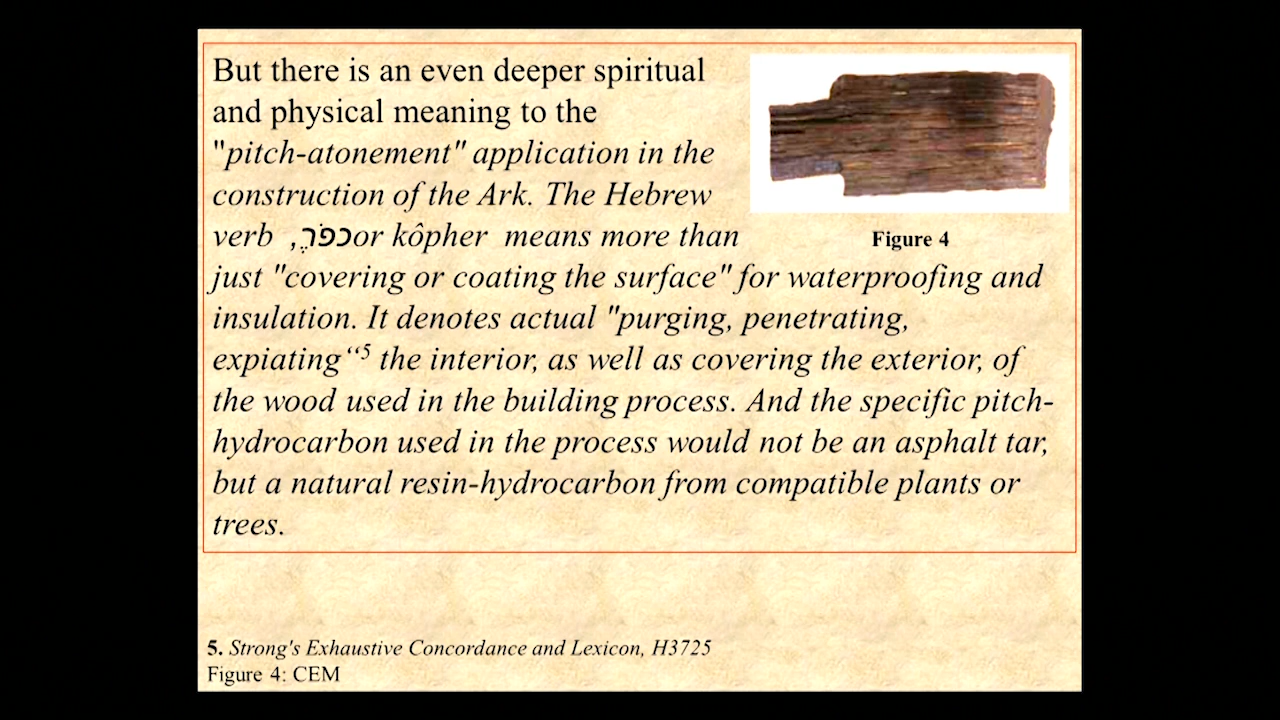 But there is an even deeper spiritual
and physical meaning to the
"pitch-atonement" application in the
construction of the Ark. The Hebrew
verb ,כפֹּרֶor kôpher means more than
just "covering or coating the surface" for waterproofing and
insulation. It denotes actual "purging, penetrating,
expiating“5 the interior, as well as covering the exterior, of
the wood used in the building process. And the specific pitch-
hydrocarbon used in the process would not be an asphalt tar,
but a natural resin-hydrocarbon from compatible plants or
trees.
Figure 4
5. Strong's Exhaustive Concordance and Lexicon, H3725
Figure 4: CEM